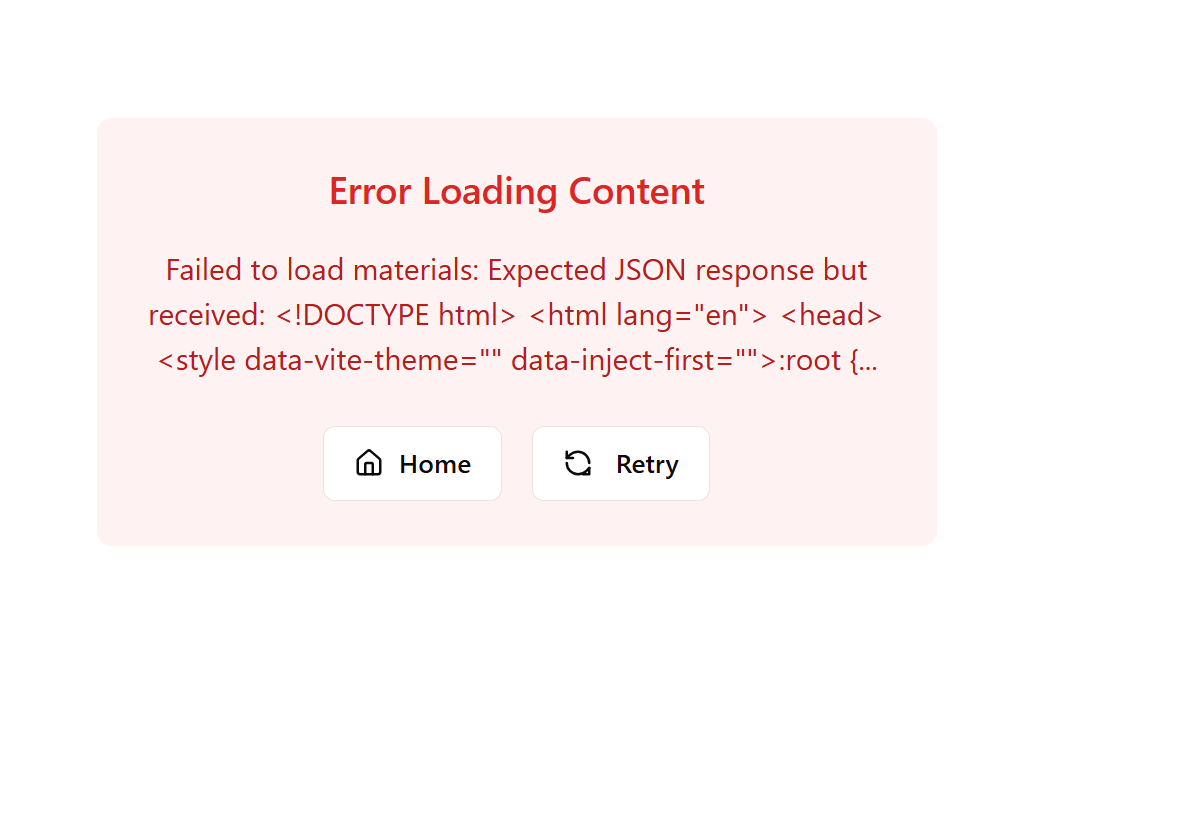 Error Loading Content
Failed to load materials: Expected JSON response but
received: <!DOCTYPE html> <html lang="en"> <head>
<style data-vite-theme="" data-inject-first="">:root {...
Home
Retry